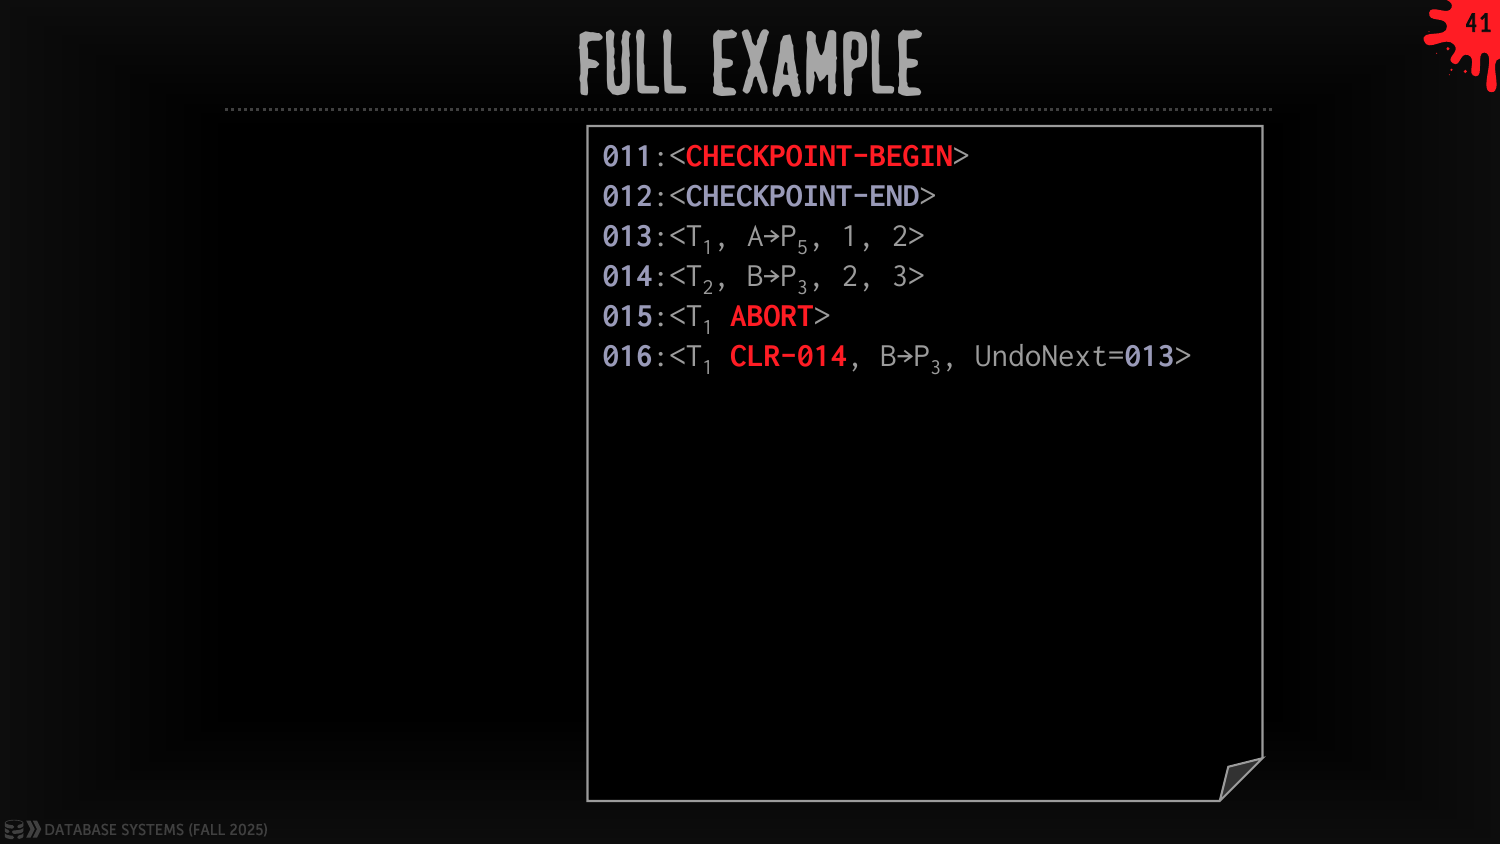 41
FULL EXAMPLE
011:<CHECKPOINT-BEGIN>
012:<CHECKPOINT-END>
013:<T₁, A→P₅, 1, 2>
014:<T₂, B→P₃, 2, 3>
015:<T₁ ABORT>
016:<T₁ CLR-014, B→P₃, UndoNext=013>
DATABASE SYSTEMS (FALL 2025)